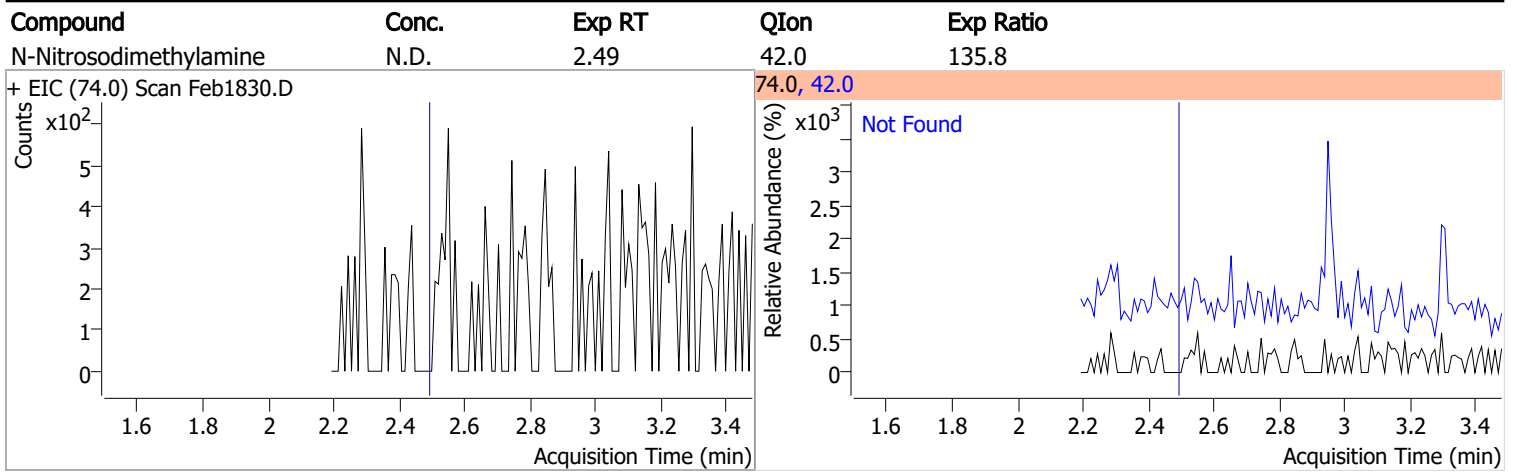 Compound Conc. Exp RT QIon Exp Ratio
N-Nitrosodimethylamine N.D. 2.49 42.0 135.8
+ EIC (74.0) Scan Feb1830.D
Counts
x10²
5
4
3
2
1
0
1.6 1.8 2 2.2 2.4 2.6 2.8 3 3.2 3.4
Acquisition Time (min)
74.0, 42.0
Relative Abundance (%)
x10³
Not Found
3
2.5
2
1.5
1
0.5
0
1.6 1.8 2 2.2 2.4 2.6 2.8 3 3.2 3.4
Acquisition Time (min)